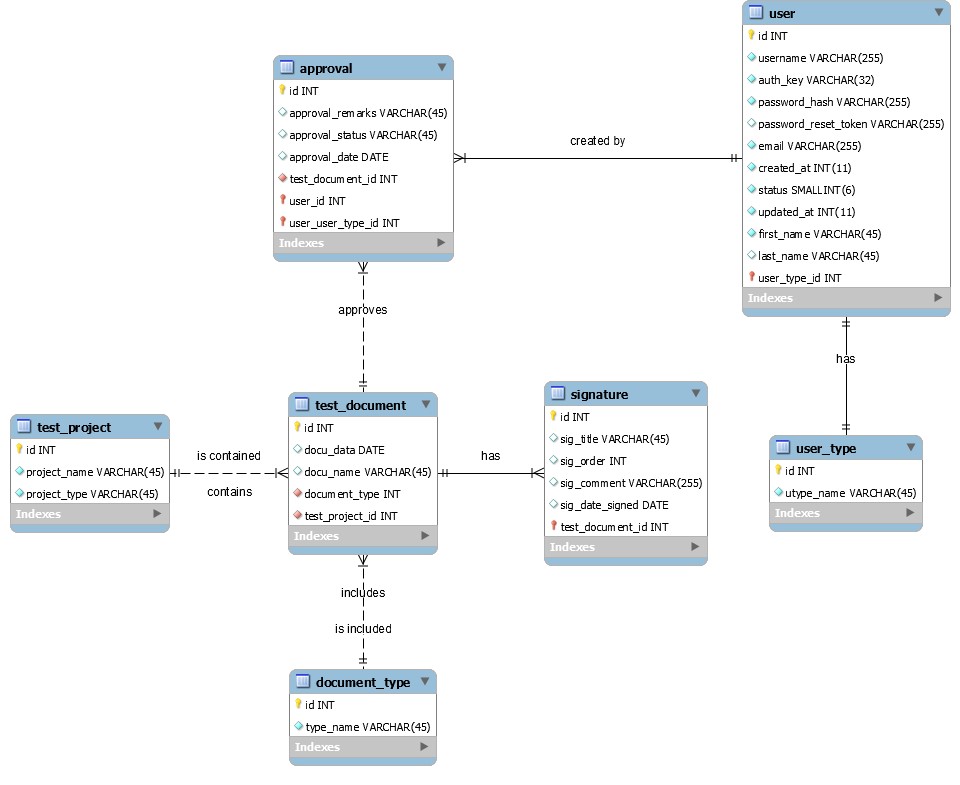 user
id INT
username VARCHAR(255)
auth_key VARCHAR(32)
password_hash VARCHAR(255)
password_reset_token VARCHAR(255)
email VARCHAR(255)
created_at INT(11)
status SMALLINT(6)
updated_at INT(11)
first_name VARCHAR(45)
last_name VARCHAR(45)
user_type_id INT
Indexes
approval
id INT
approval_remarks VARCHAR(45)
approval_status VARCHAR(45)
approval_date DATE
test_document_id INT
user_id INT
user_user_type_id INT
Indexes
created by
approves
has
test_project
id INT
project_name VARCHAR(45)
project_type VARCHAR(45)
Indexes
is contained
contains
test_document
id INT
docu_data DATE
docu_name VARCHAR(45)
document_type INT
test_project_id INT
Indexes
has
signature
id INT
sig_title VARCHAR(45)
sig_order INT
sig_comment VARCHAR(255)
sig_date_signed DATE
test_document_id INT
Indexes
user_type
id INT
utype_name VARCHAR(45)
Indexes
includes
is included
document_type
id INT
type_name VARCHAR(45)
Indexes